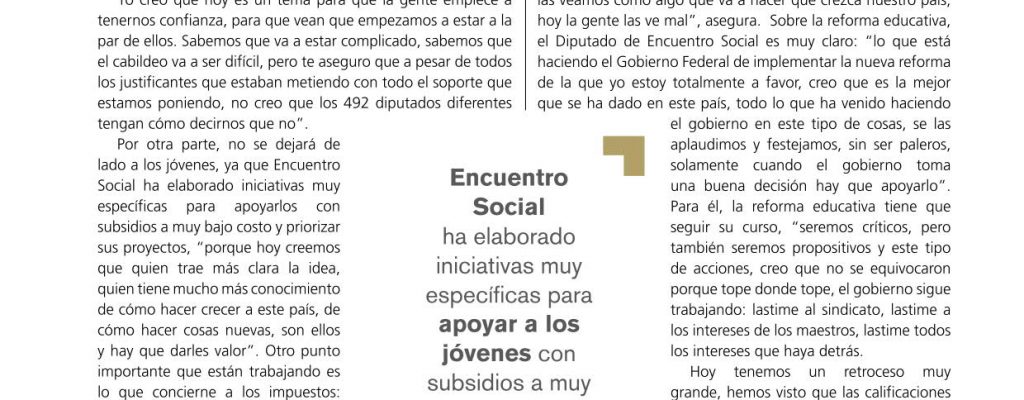 Yo creo que hoy es un tema para que la gente empiece a
tenernos confianza, para que vean que empezamos a estar a la
par de ellos. Sabemos que va a estar complicado, sabemos que
el cabildeo va a ser difícil, pero te aseguro que a pesar de todos
los justificantes que estaban metiendo con todo el soporte que
estamos poniendo, no creo que los 492 diputados diferentes
tengan cómo decirnos que no”.
Por otra parte, no se dejará de
lado a los jóvenes, ya que Encuentro
Social ha elaborado iniciativas muy
específicas para apoyarlos con
subsidios a muy bajo costo y priorizar
sus proyectos, “porque hoy creemos
que quien trae más clara la idea,
quien tiene mucho más conocimiento
de cómo hacer crecer a este país, de
cómo hacer cosas nuevas, son ellos
y hay que darles valor”. Otro punto
importante que están trabajando es
lo que concierne a los impuestos:
Encuentro
Social
ha elaborado
iniciativas muy
específicas para
apoyar a los
jóvenes con
subsidios a muy
las veamos como algo que va a hacer que crezca nuestro país,
hoy la gente las ve mal”, asegura. Sobre la reforma educativa,
el Diputado de Encuentro Social es muy claro: “lo que está
haciendo el Gobierno Federal de implementar la nueva reforma
de la que yo estoy totalmente a favor, creo que es la mejor
que se ha dado en este país, todo lo que ha venido haciendo
el gobierno en este tipo de cosas, se las
aplaudimos y festejamos, sin ser paleros,
solamente cuando el gobierno toma
una buena decisión hay que apoyarlo”.
Para él, la reforma educativa tiene que
seguir su curso, “seremos críticos, pero
también seremos propositivos y este tipo
de acciones, creo que no se equivocaron
porque tope donde tope, el gobierno sigue
trabajando: lastime al sindicato, lastime a
los intereses de los maestros, lastime todos
los intereses que haya detrás.
Hoy tenemos un retroceso muy
grande, hemos visto que las calificaciones